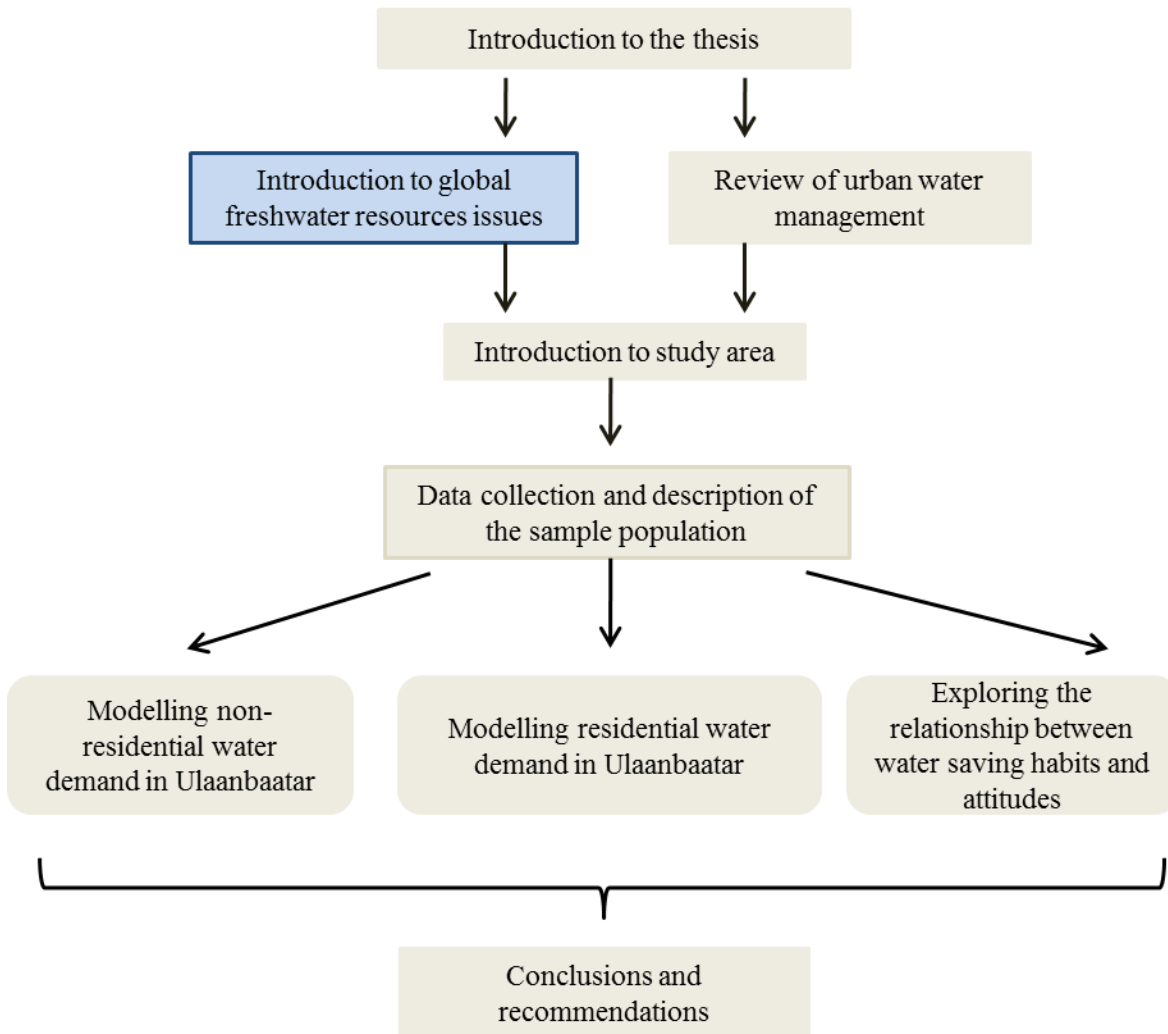 Introduction to the thesis
Introduction to global
freshwater resources issues
Review of urban water
management
Introduction to study area
Data collection and description of
the sample population
Modelling non-
residential water
demand in Ulaanbaatar
Modelling residential water
demand in Ulaanbaatar
Exploring the
relationship between
water saving habits and
attitudes
Conclusions and
recommendations